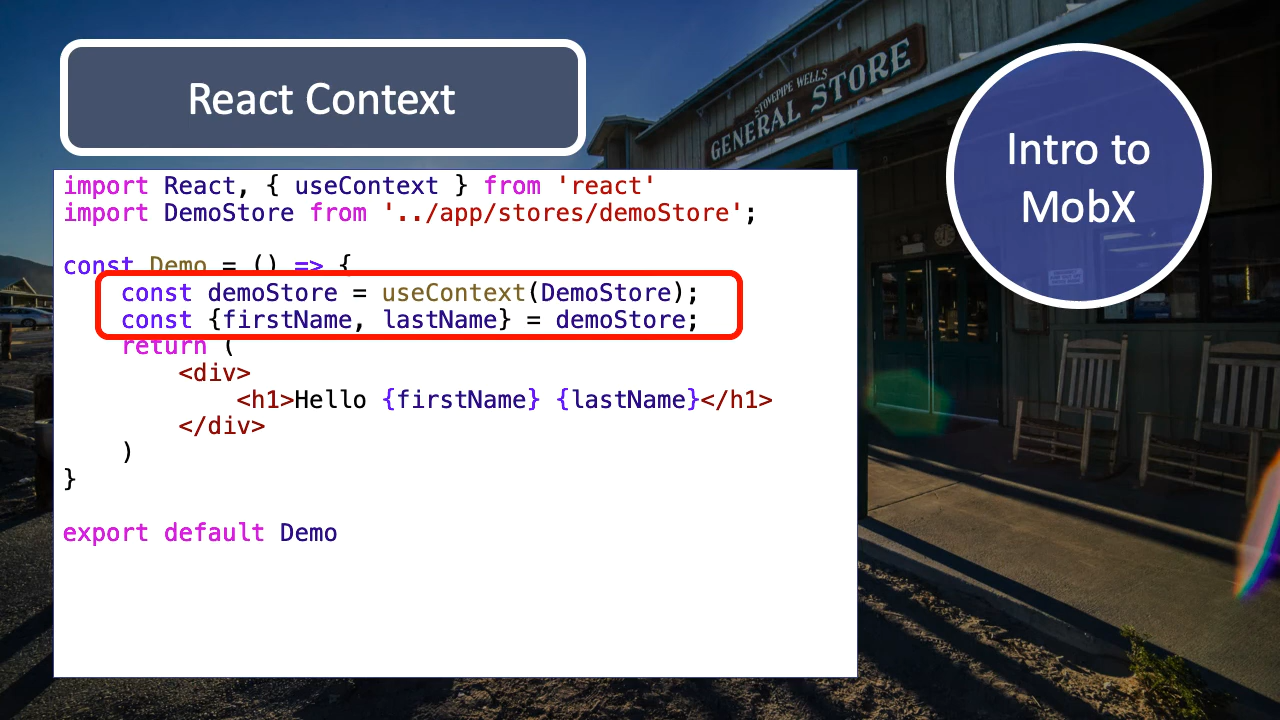 React Context
STOVEPIPE WELLS
GENERAL STORE
Intro to
MobX
import React, { useContext } from 'react'
import DemoStore from '../app/stores/demoStore';
const Demo = () => {
    const demoStore = useContext(DemoStore);
    const {firstName, lastName} = demoStore;
    return (
        <div>
            <h1>Hello {firstName} {lastName}</h1>
        </div>
    )
}
export default Demo